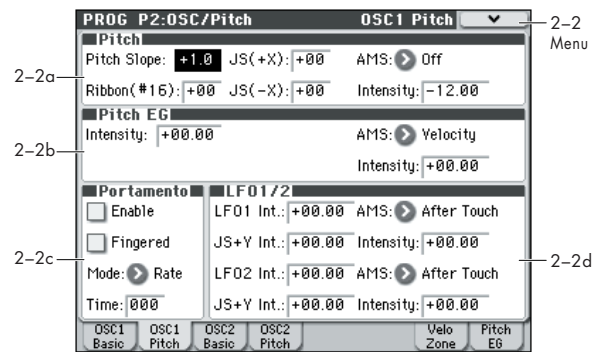 PROG P2:OSC/Pitch OSC1 Pitch
2-2
Menu
Pitch
Pitch Slope: +1.0 JS(+X): +00 AMS: Off
2-2a
Ribbon(#16): +00 JS(-X): +00 Intensity: -12.00
Pitch EG
Intensity: +00.00 AMS: Velocity
2-2b
Intensity: +00.00
Portamento LFO1/2
Enable LFO1 Int.: +00.00 AMS: After Touch
Fingered JS+Y Int.: +00.00 Intensity: +00.00
2-2c 2-2d
Mode: Rate LFO2 Int.: +00.00 AMS: After Touch
Time: 000 JS+Y Int.: +00.00 Intensity: +00.00
OSC1 Basic OSC1 Pitch OSC2 Basic OSC2 Pitch Velo Zone Pitch EG